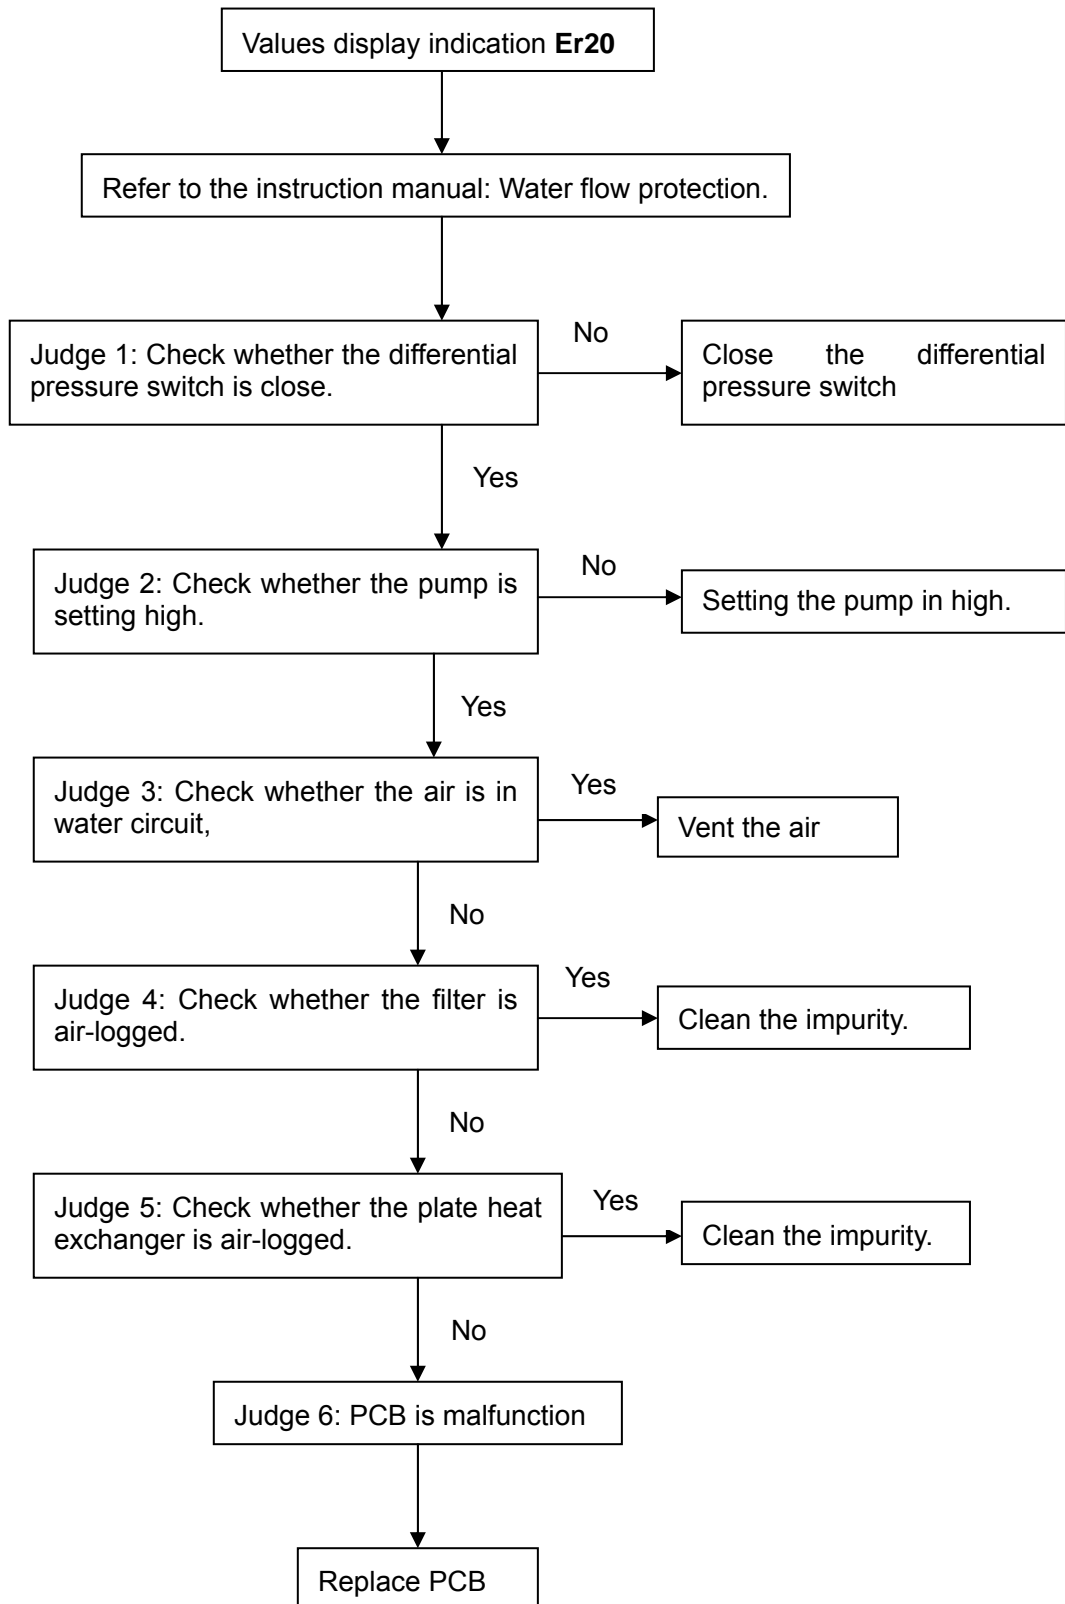 Values display indication Er20
Refer to the instruction manual: Water flow protection.
Judge 1: Check whether the differential
pressure switch is close.
No
Close the differential
pressure switch
Yes
Judge 2: Check whether the pump is
setting high.
No
Setting the pump in high.
Yes
Judge 3: Check whether the air is in
water circuit,
Yes
Vent the air
No
Judge 4: Check whether the filter is
air-logged.
Yes
Clean the impurity.
No
Judge 5: Check whether the plate heat
exchanger is air-logged.
Yes
Clean the impurity.
No
Judge 6: PCB is malfunction
Replace PCB